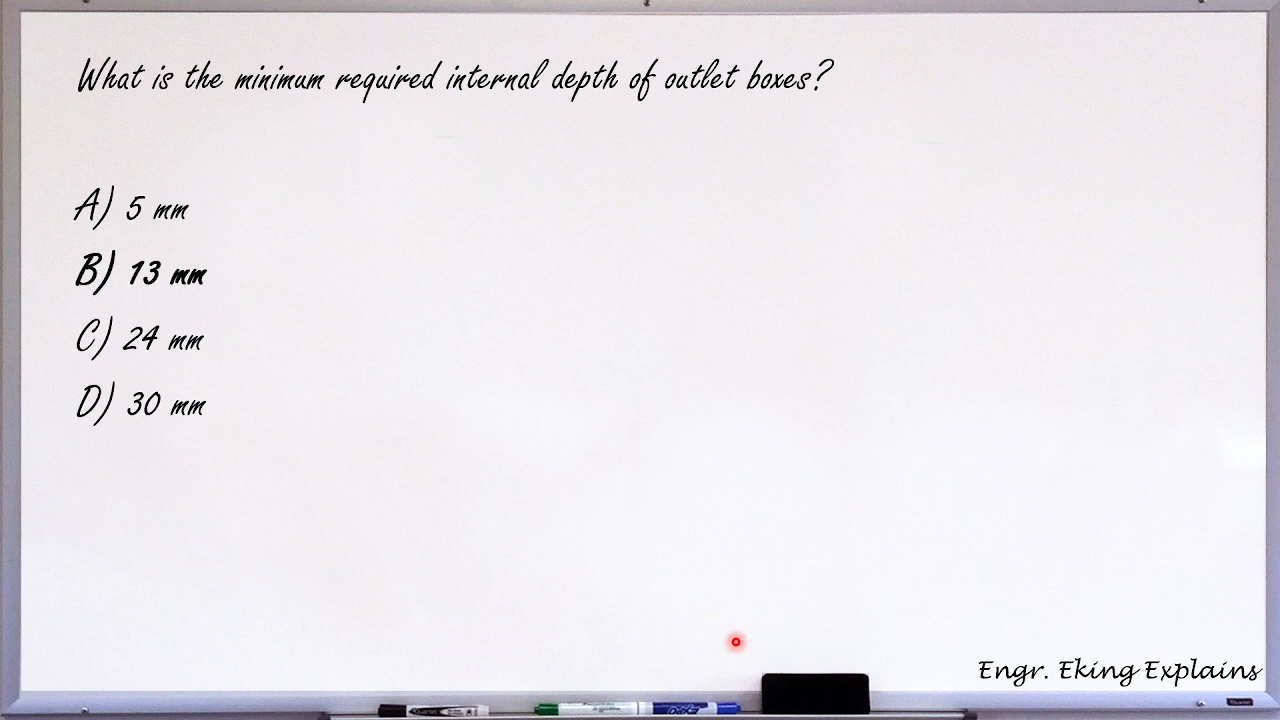 What is the minimum required internal depth of outlet boxes?
A) 5 mm
B) 13 mm
C) 24 mm
D) 30 mm
Engr. Eking Explains